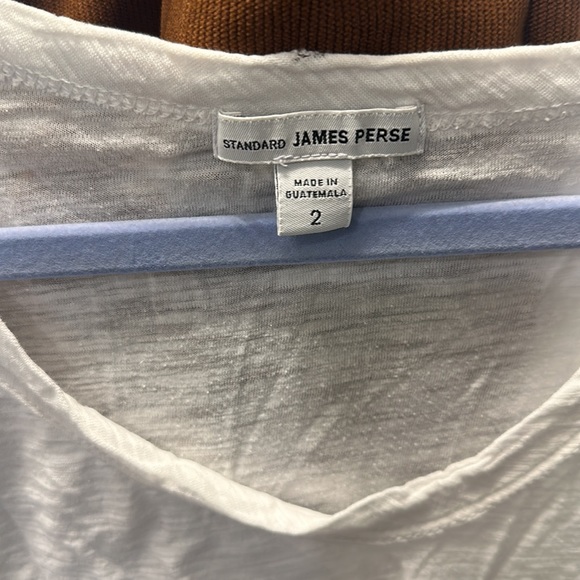 STANDARD JAMES PERSE
MADE IN
GUATEMALA
2